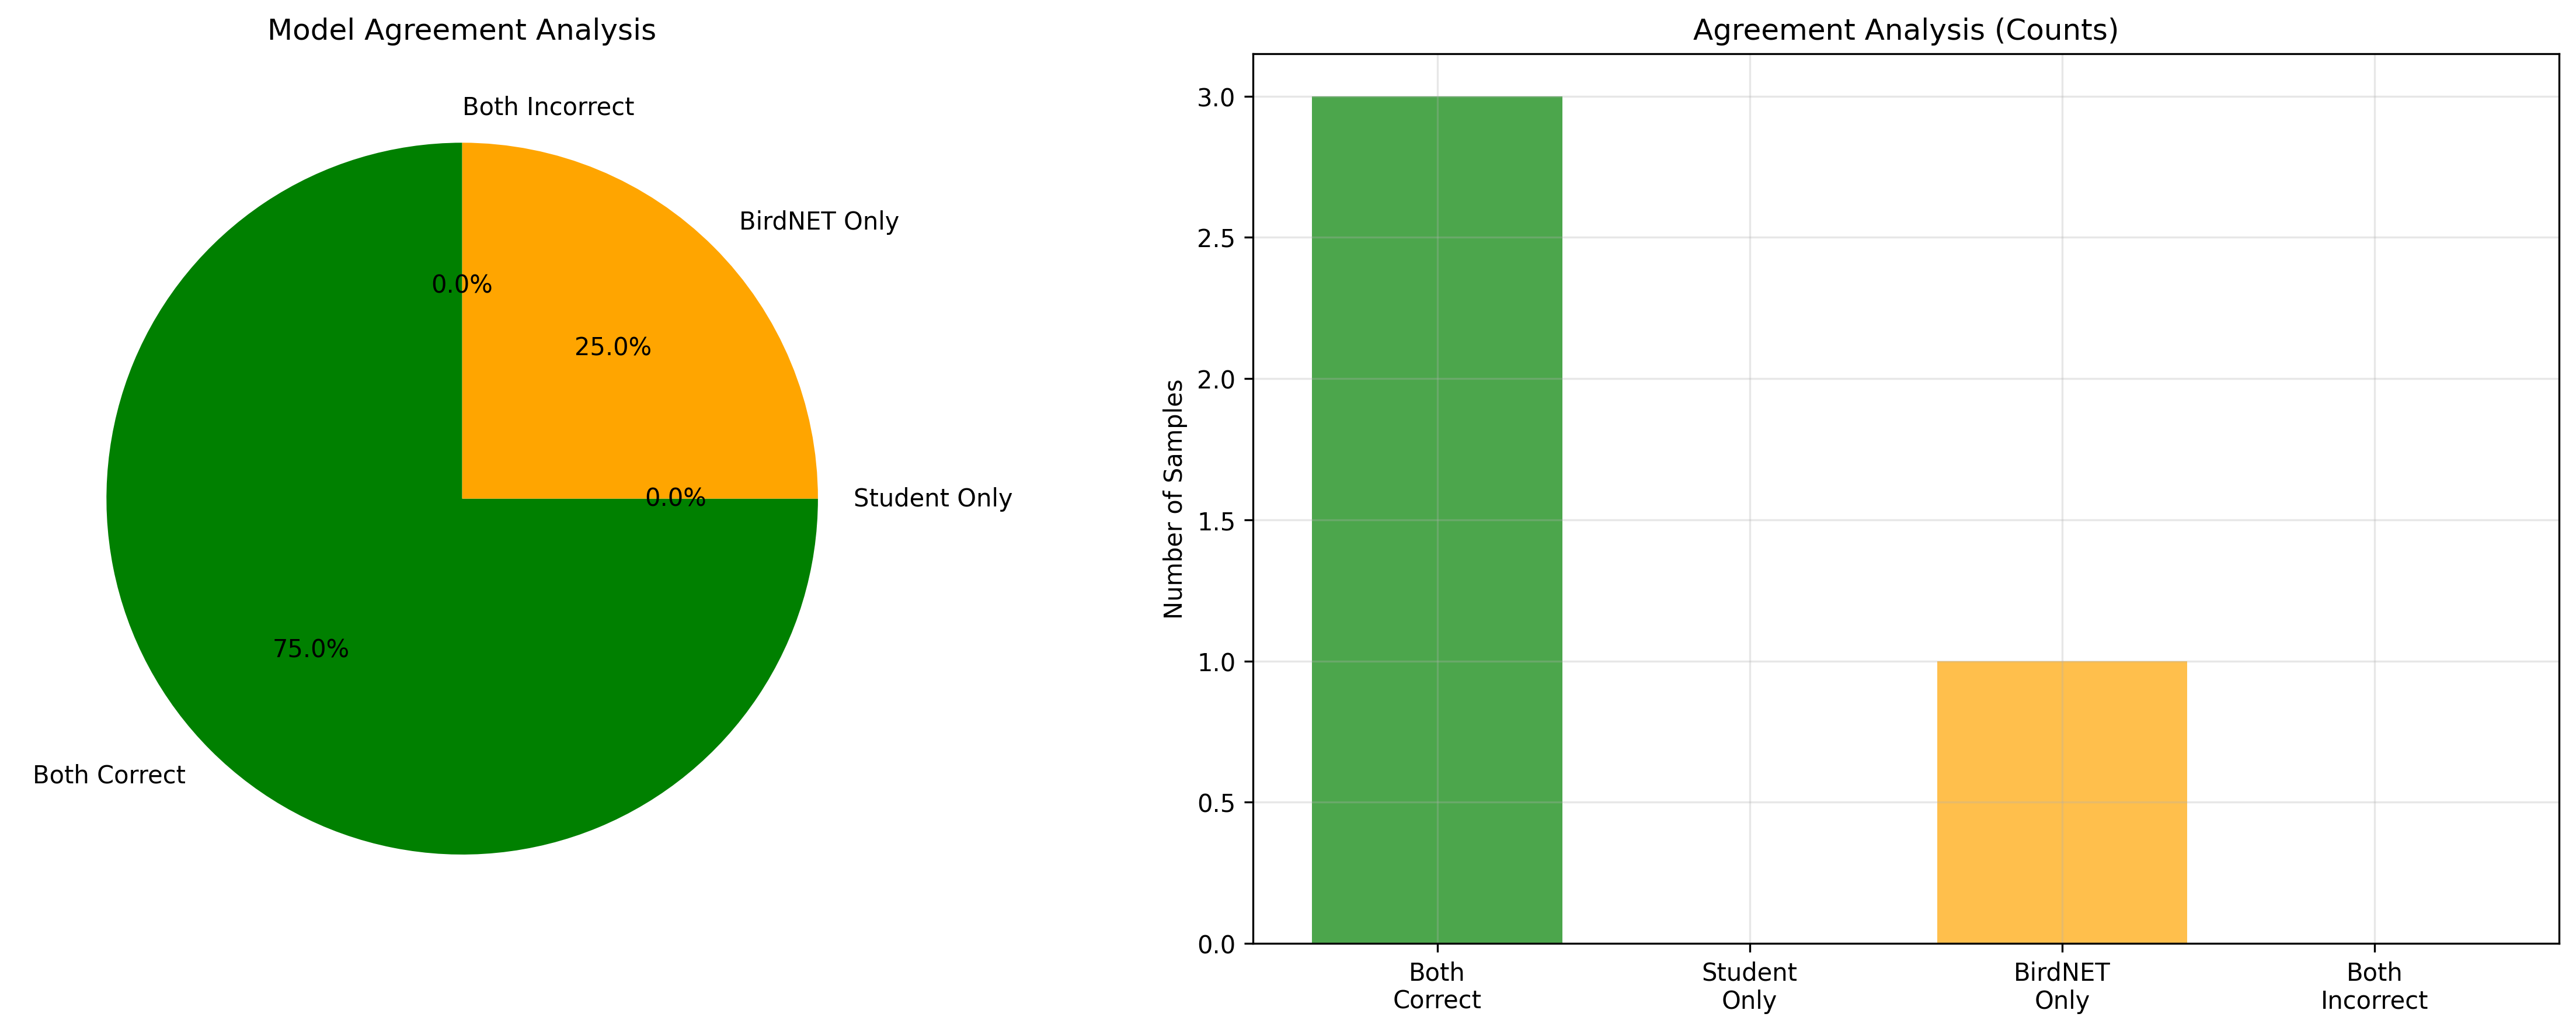 Model Agreement Analysis
Both Incorrect
BirdNET Only
0.0%
25.0%
0.0%
Student Only
75.0%
Both Correct
Agreement Analysis (Counts)
Number of Samples
3.0
2.5
2.0
1.5
1.0
0.5
0.0
Both
Correct
Student
Only
BirdNET
Only
Both
Incorrect